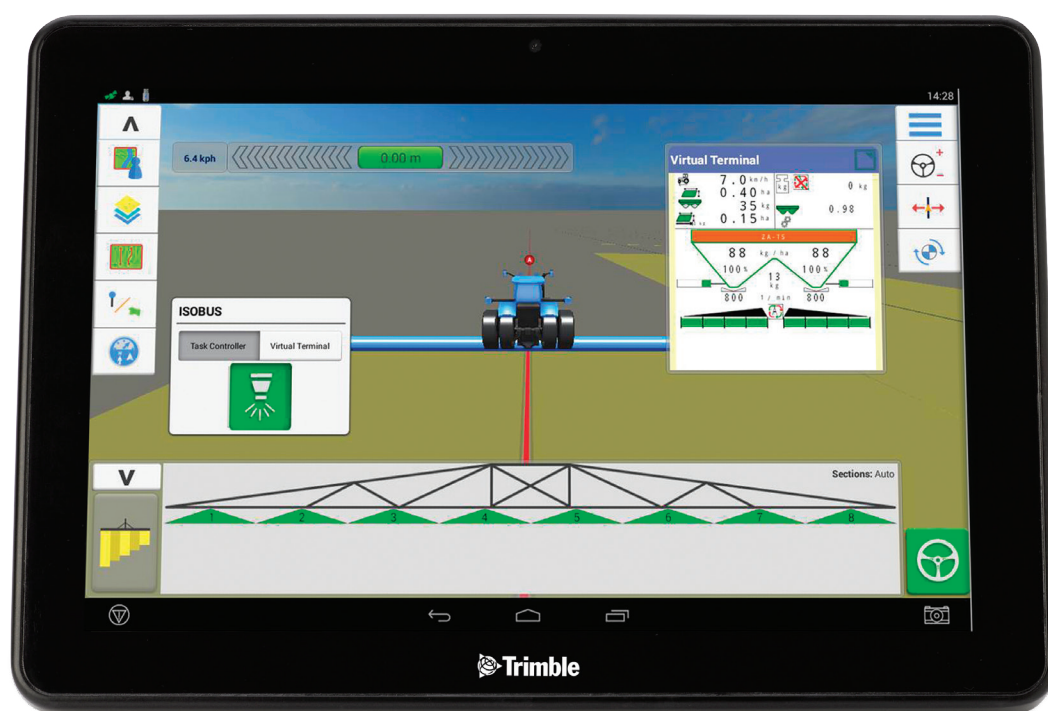 14:28
6.4 kph
0.00 m
Virtual Terminal
7.0 km/h
0.40 ha
35 kg
0.15 ha
kg
0 kg
0.98
ZA-TS
88 kg/ha 88
100% 100%
13
kg
800 1/min 800
A
ISOBUS
Task Controller Virtual Terminal
Sections: Auto
1 2 3 4 5 6 7 8
Trimble